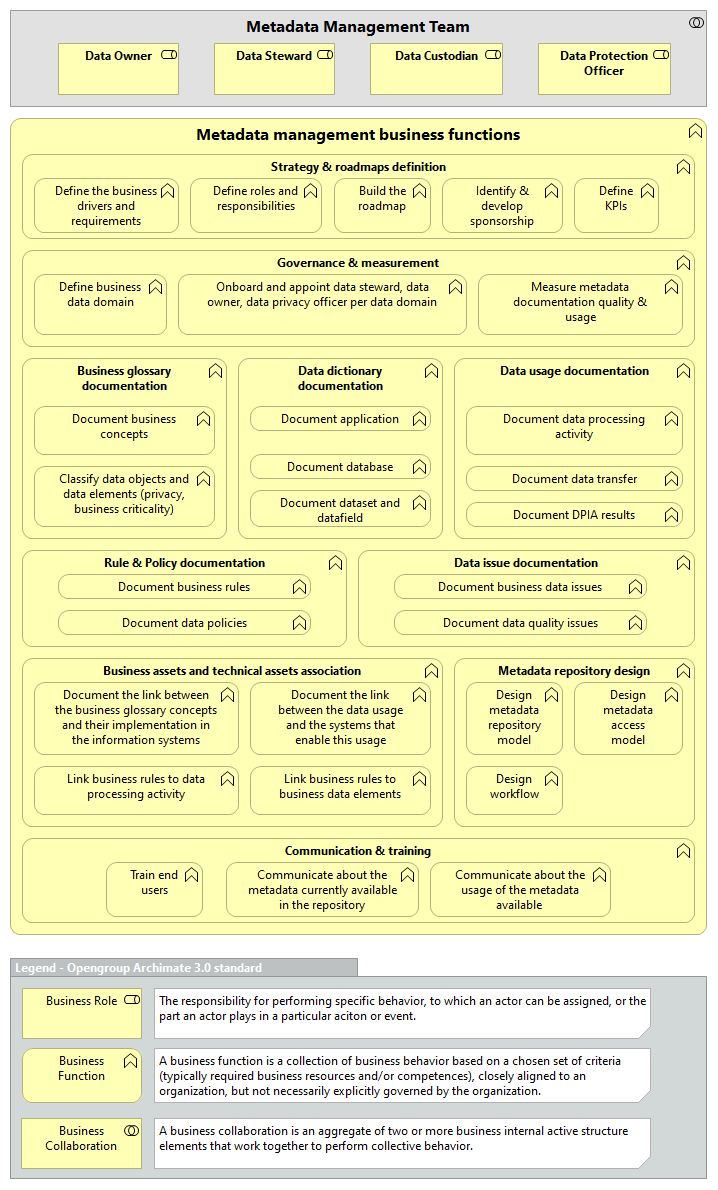 Metadata Management Team
Data Owner
Data Steward
Data Custodian
Data Protection
Officer
Metadata management business functions
Strategy & roadmaps definition
Define the business
drivers and
requirements
Define roles and
responsibilities
Build the
roadmap
Identify &
develop
sponsorship
Define
KPIs
Governance & measurement
Define business
data domain
Onboard and appoint data steward, data
owner, data privacy officer per data domain
Measure metadata
documentation quality &
usage
Business glossary
documentation
Document business
concepts
Classify data objects and
data elements (privacy,
business criticality)
Data dictionary
documentation
Document application
Document database
Document dataset and
datafield
Data usage documentation
Document data processing
activity
Document data transfer
Document DPIA results
Rule & Policy documentation
Document business rules
Document data policies
Data issue documentation
Document business data issues
Document data quality issues
Business assets and technical assets association
Document the link between
the business glossary concepts
and their implementation in
the information systems
Document the link
between the data usage
and the systems that
enable this usage
Link business rules to data
processing activity
Link business rules to
business data elements
Metadata repository design
Design
metadata
repository
model
Design
metadata
access
model
Design
workflow
Communication & training
Train end
users
Communicate about the
metadata currently available
in the repository
Communicate about the
usage of the metadata
available
Legend - Opengroup Archimate 3.0 standard
Business Role
The responsibility for performing specific behavior, to which an actor can be assigned, or the
part an actor plays in a particular aciton or event.
Business
Function
A business function is a collection of business behavior based on a chosen set of criteria
(typically required business resources and/or competences), closely aligned to an
organization, but not necessarily explicitly governed by the organization.
Business
Collaboration
A business collaboration is an aggregate of two or more business internal active structure
elements that work together to perform collective behavior.